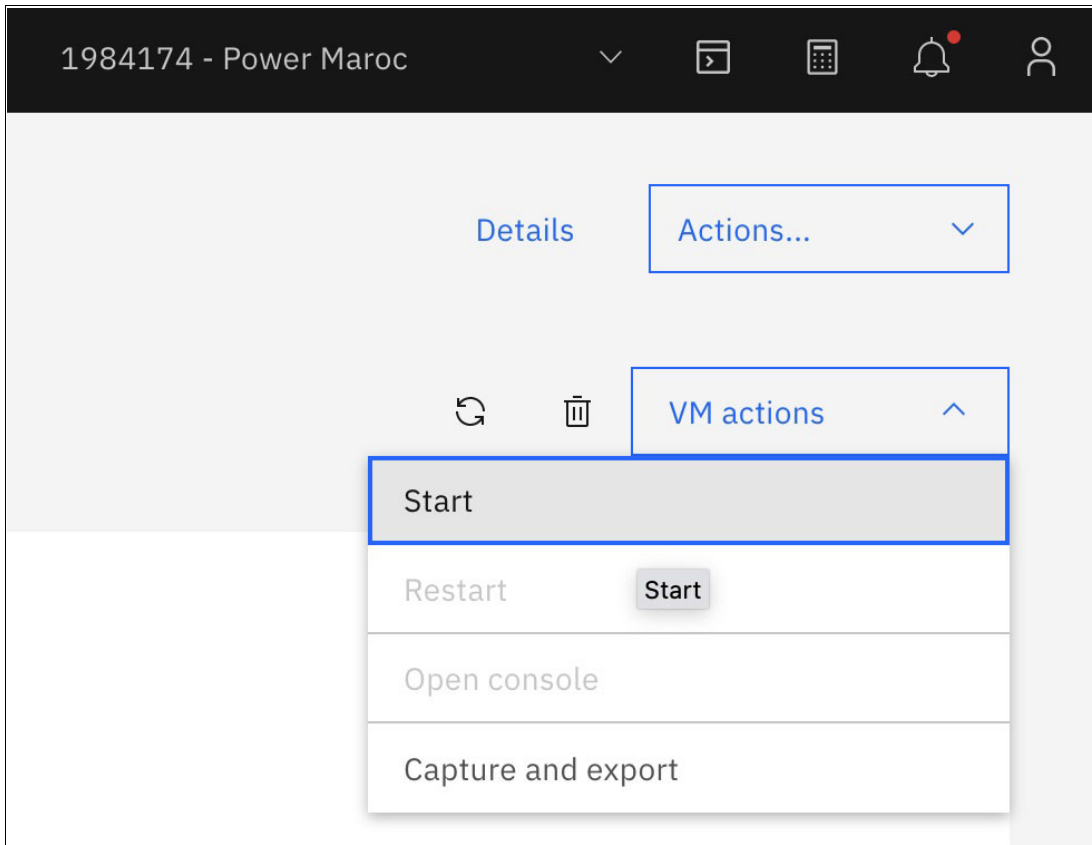 1984174 - Power Maroc
Details
Actions...
VM actions
Start
Restart
Start
Open console
Capture and export